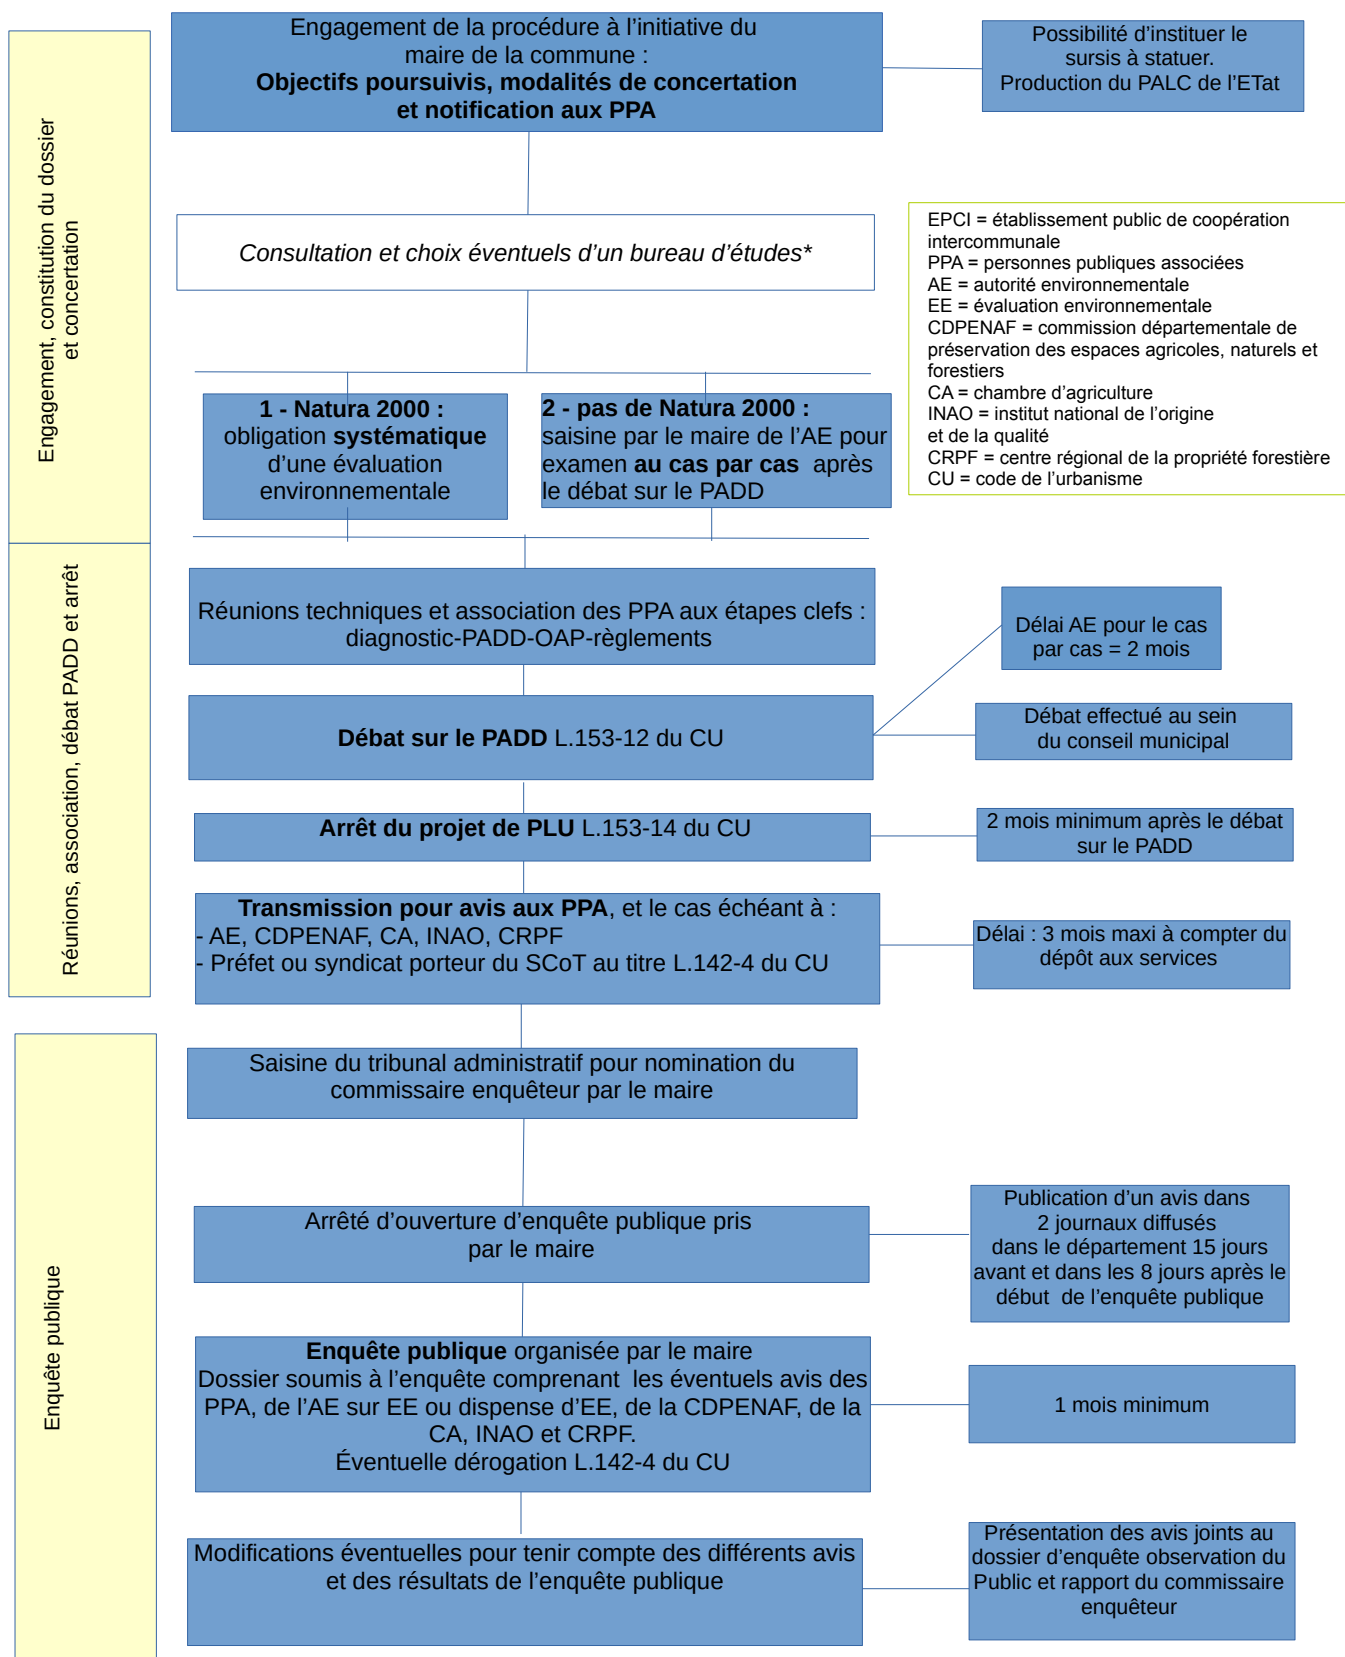 Engagement, constitution du dossier
et concertation
Engagement de la procédure à l'initiative du
maire de la commune :
Objectifs poursuivis, modalités de concertation
et notification aux PPA
Possibilité d'instituer le
sursis à statuer.
Production du PALC de l'ETat
Consultation et choix éventuels d'un bureau d'études*
EPCI = établissement public de coopération
intercommunale
PPA = personnes publiques associées
AE = autorité environnementale
EE = évaluation environnementale
CDPENAF = commission départementale de
préservation des espaces agricoles, naturels et
forestiers
CA = chambre d'agriculture
INAO = institut national de l'origine
et de la qualité
CRPF = centre régional de la propriété forestière
CU = code de l'urbanisme
1 - Natura 2000 :
obligation systématique
d'une évaluation
environnementale
2 - pas de Natura 2000 :
saisine par le maire de l'AE pour
examen au cas par cas après
le débat sur le PADD
Réunions, association, débat PADD et arrêt
Réunions techniques et association des PPA aux étapes clefs :
diagnostic-PADD-OAP-règlements
Délai AE pour le cas
par cas = 2 mois
Débat sur le PADD L.153-12 du CU
Débat effectué au sein
du conseil municipal
Arrêt du projet de PLU L.153-14 du CU
2 mois minimum après le débat
sur le PADD
Transmission pour avis aux PPA, et le cas échéant à :
- AE, CDPENAF, CA, INAO, CRPF
- Préfet ou syndicat porteur du SCoT au titre L.142-4 du CU
Délai : 3 mois maxi à compter du
dépôt aux services
Enquête publique
Saisine du tribunal administratif pour nomination du
commissaire enquêteur par le maire
Arrêté d'ouverture d'enquête publique pris
par le maire
Publication d'un avis dans
2 journaux diffusés
dans le département 15 jours
avant et dans les 8 jours après le
début de l'enquête publique
Enquête publique organisée par le maire
Dossier soumis à l'enquête comprenant les éventuels avis des
PPA, de l'AE sur EE ou dispense d'EE, de la CDPENAF, de la
CA, INAO et CRPF.
Éventuelle dérogation L.142-4 du CU
1 mois minimum
Modifications éventuelles pour tenir compte des différents avis
et des résultats de l'enquête publique
Présentation des avis joints au
dossier d'enquête observation du
Public et rapport du commissaire
enquêteur